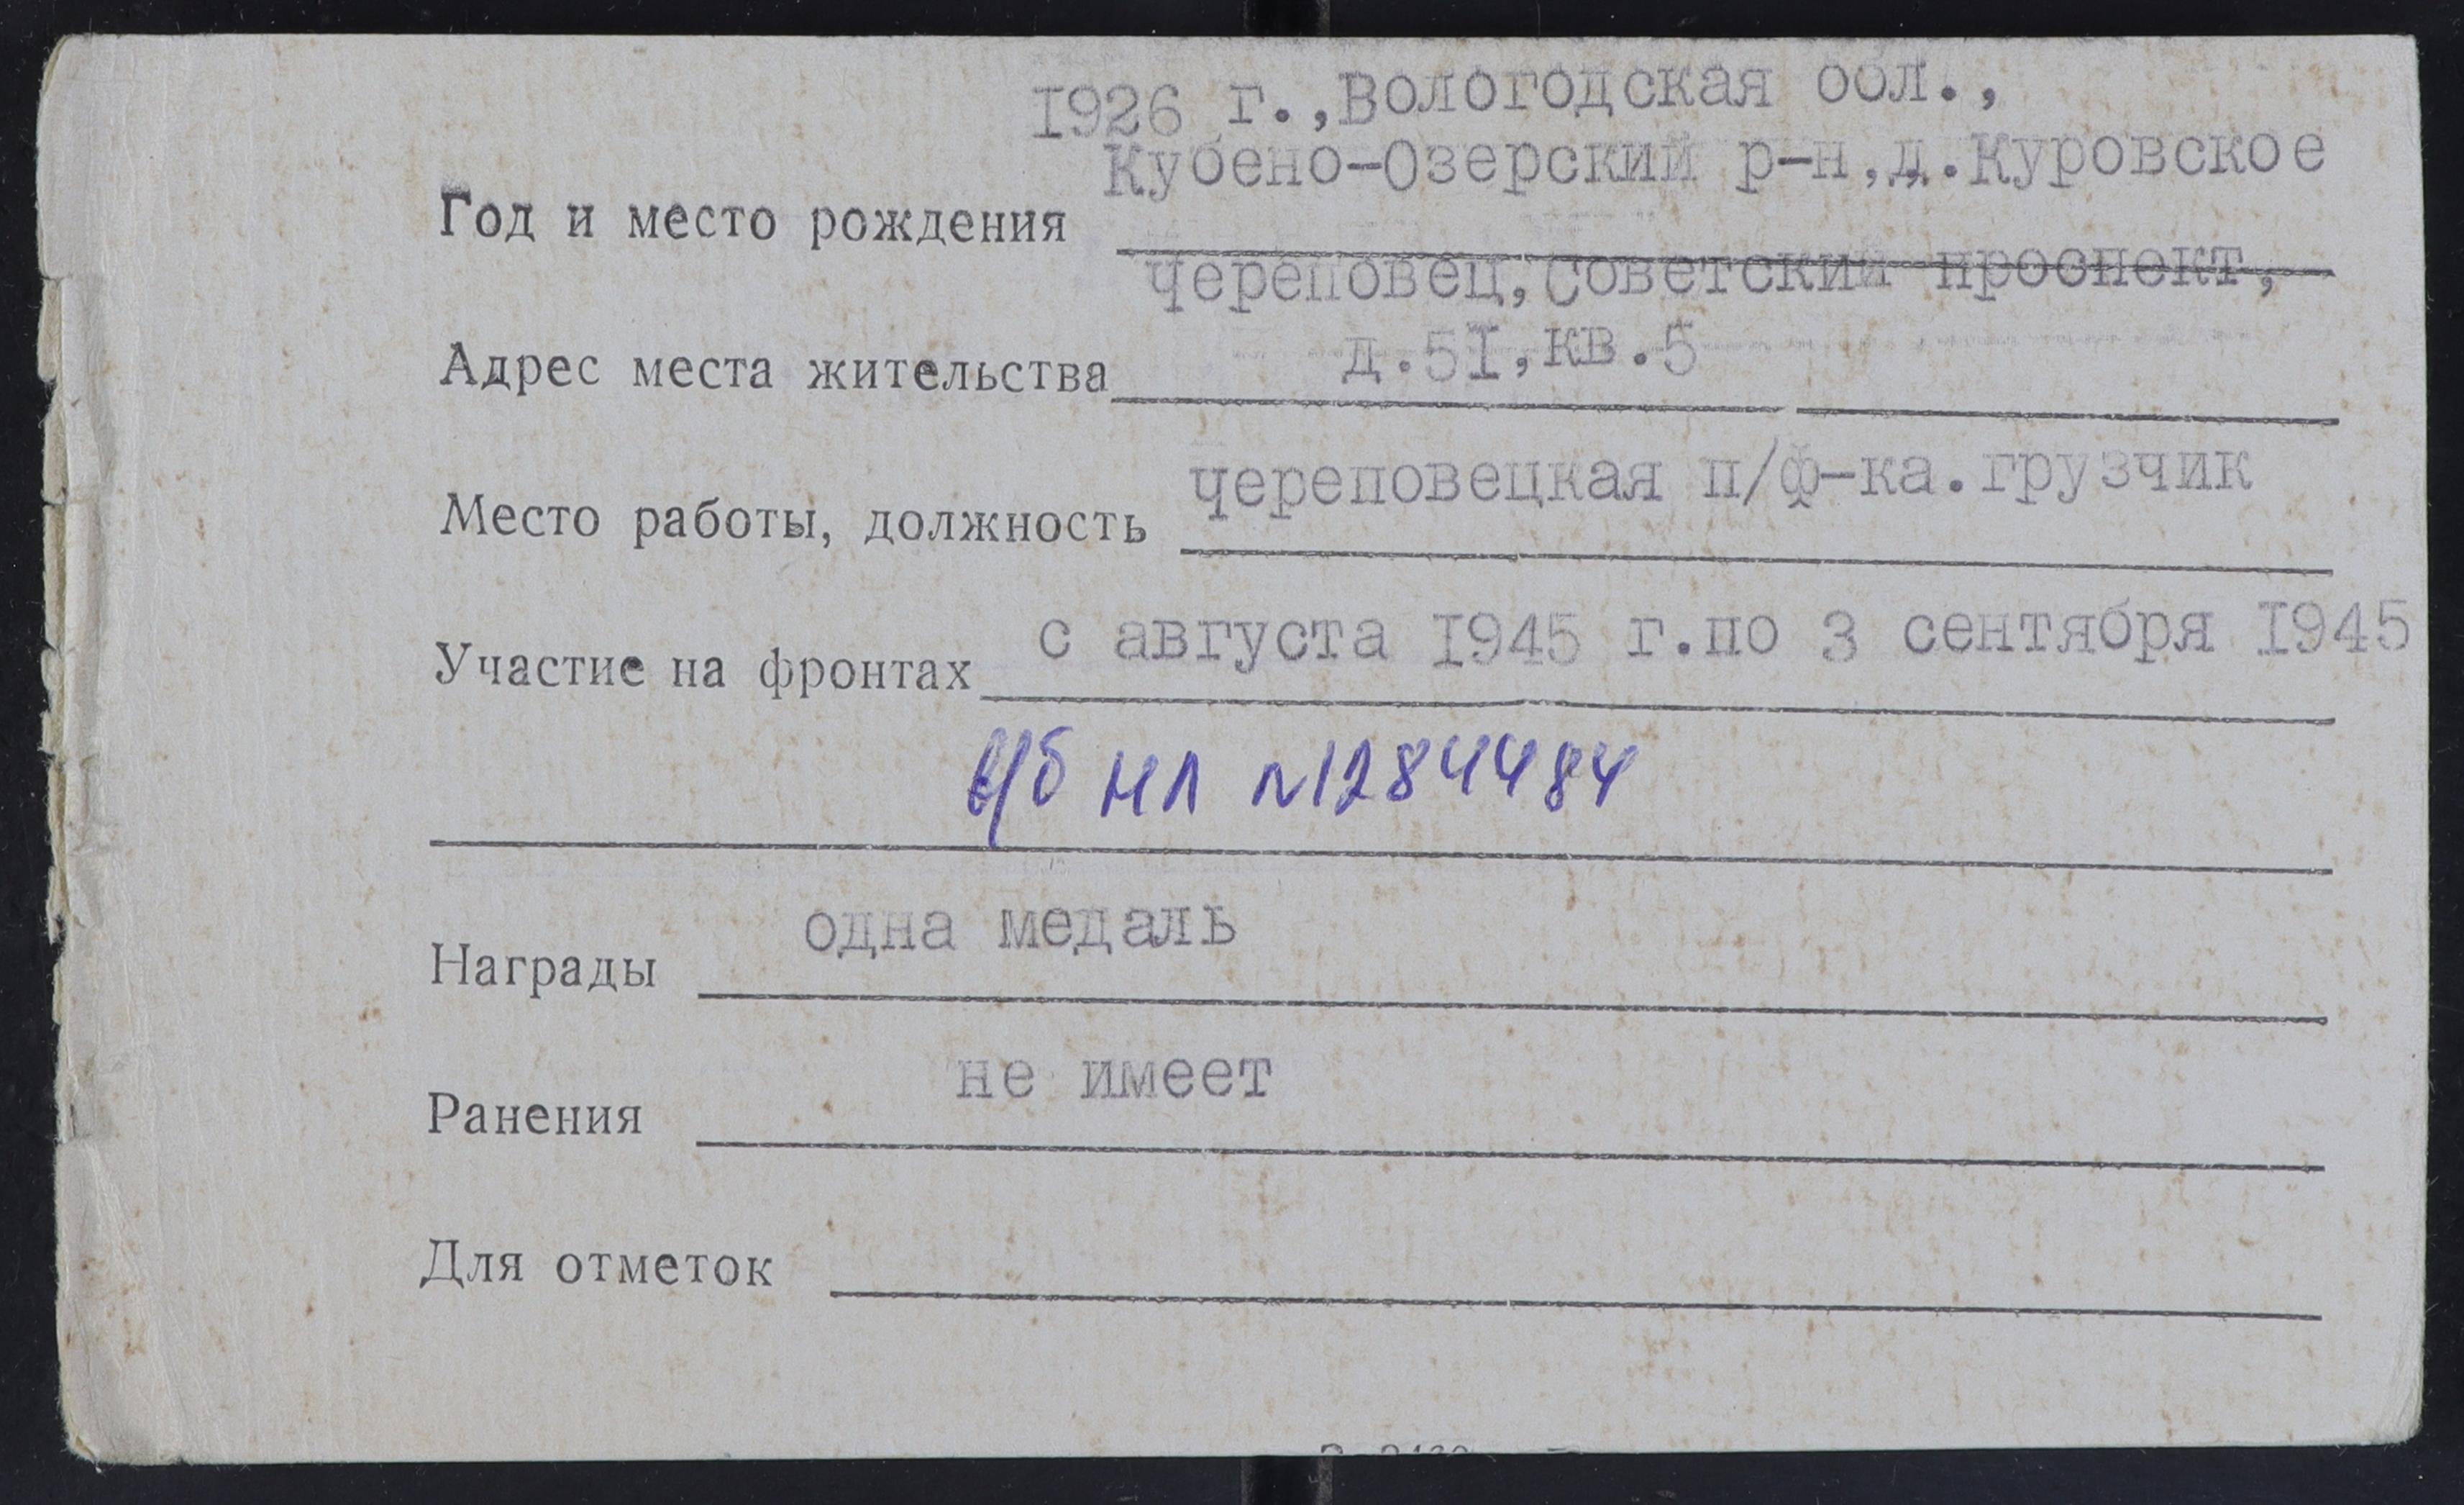 1926 г.,Вологодская обл.,
Кубено-Озерский р-н,д.Куровское
Год и место рождения
Череповец,Советский проспект,
Адрес места жительства д.51,кв.5
Место работы, должность Череповецкая п/ф-ка.грузчик
Участие на фронтах с августа 1945 г.по 3 сентября 1945
в/б НЛ №1284484
Награды одна медаль
Ранения не имеет
Для отметок